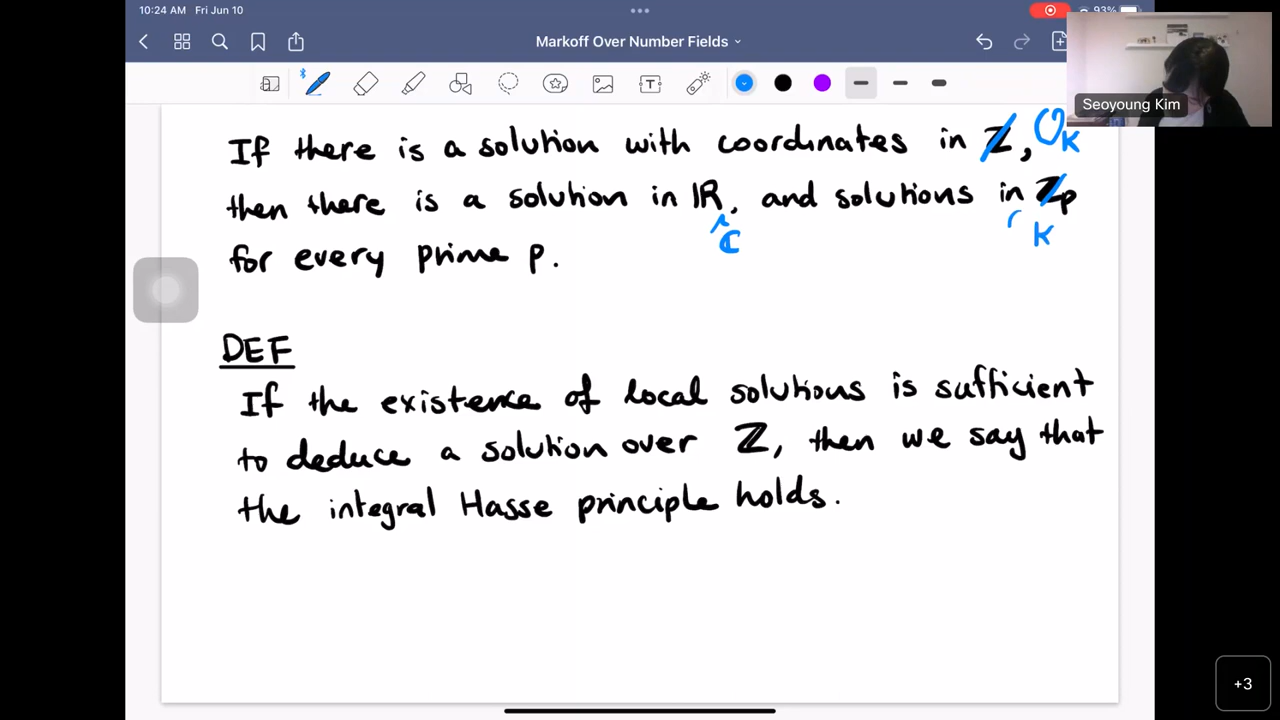 10:24 AM Fri Jun 10
93%
Markoff Over Number Fields
Seoyoung Kim
If there is a solution with coordinates in ℤ, O_K
then there is a solution in ℝ, and solutions in ℤp
ℂ K
for every prime p.
DEF
If the existence of local solutions is sufficient
to deduce a solution over ℤ, then we say that
the integral Hasse principle holds.
+3